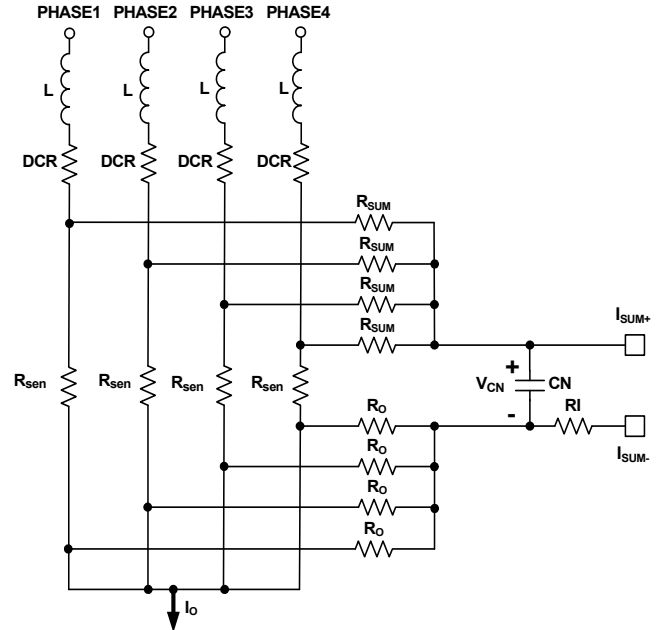 PHASE1 PHASE2 PHASE3 PHASE4
L L L L
DCR DCR DCR DCR
RSUM
RSUM
RSUM
RSUM
ISUM+
Rsen Rsen Rsen Rsen
+
VCN CN
-
RI
RO
ISUM-
RO
RO
RO
IO